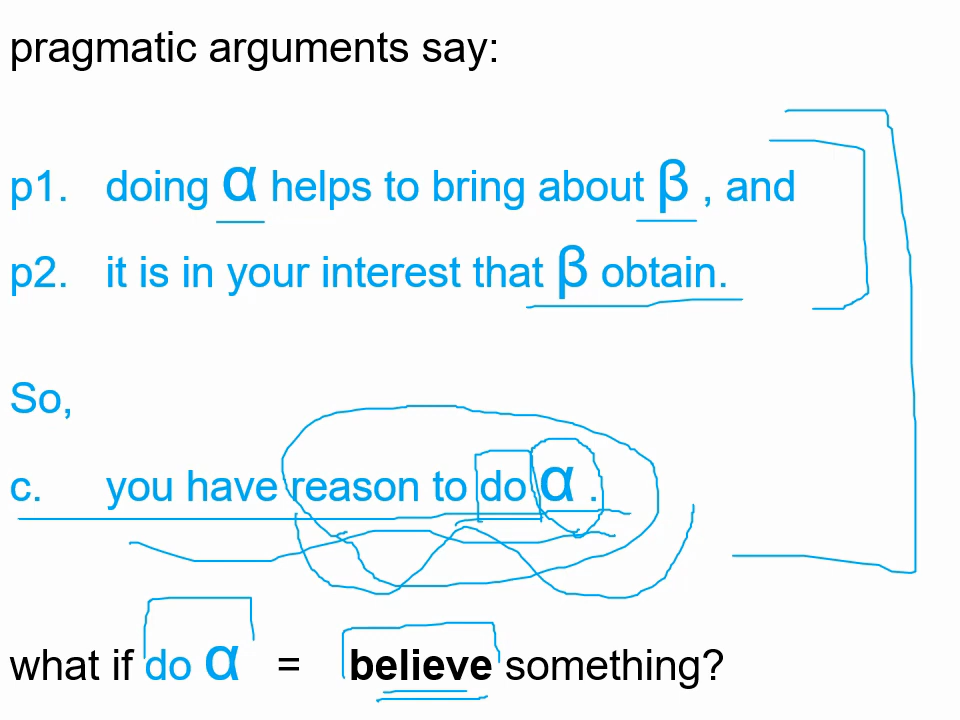 pragmatic arguments say:
p1. doing α helps to bring about β , and
p2. it is in your interest that β obtain.
So,
c. you have reason to do α .
what if do α = believe something?